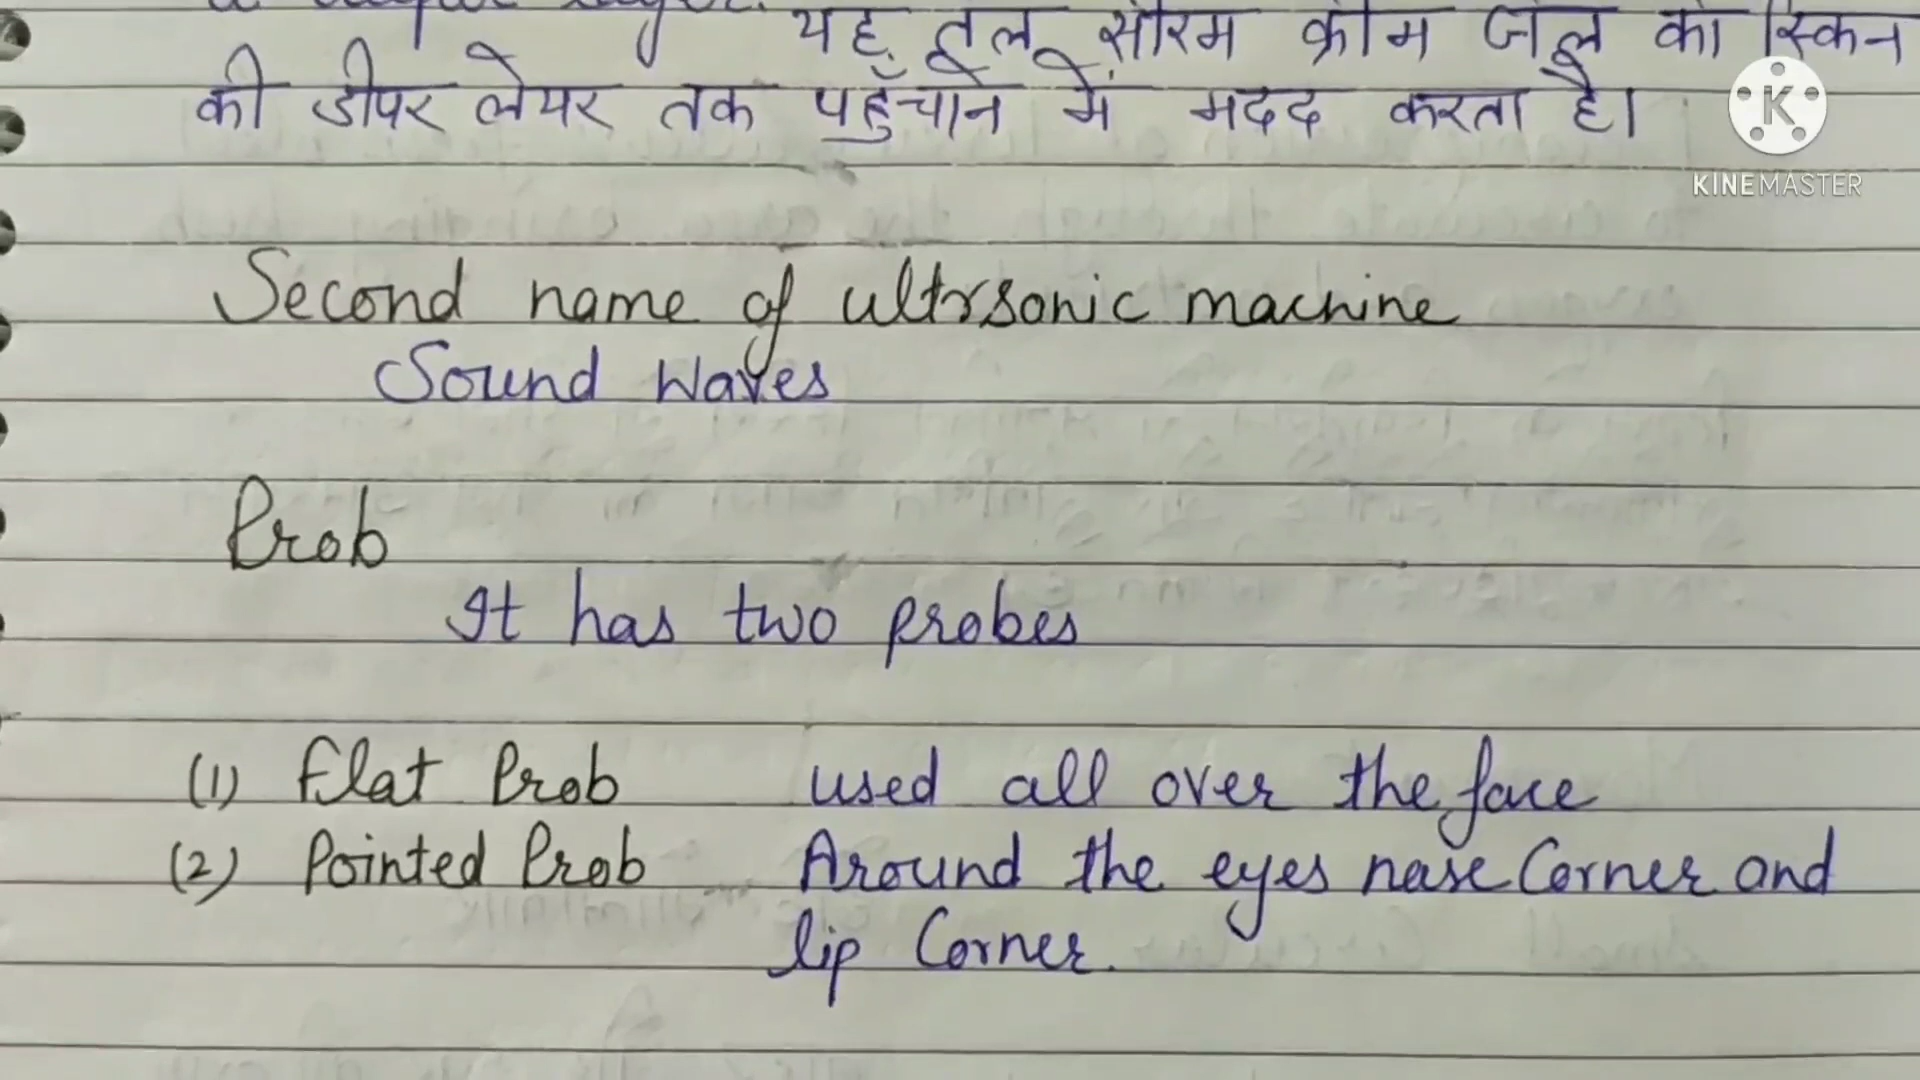 यह तेल सीरम क्रीम जेल को स्किन
की डीपर लेयर तक पहुँचाने में मदद करता है।
KINEMASTER
Second name of ultrsonic machine
Sound Waves
Prob
It has two probes
(1) Flat Prob used all over the face
(2) Pointed Prob Around the eyes nose Corner and
lip Corner.